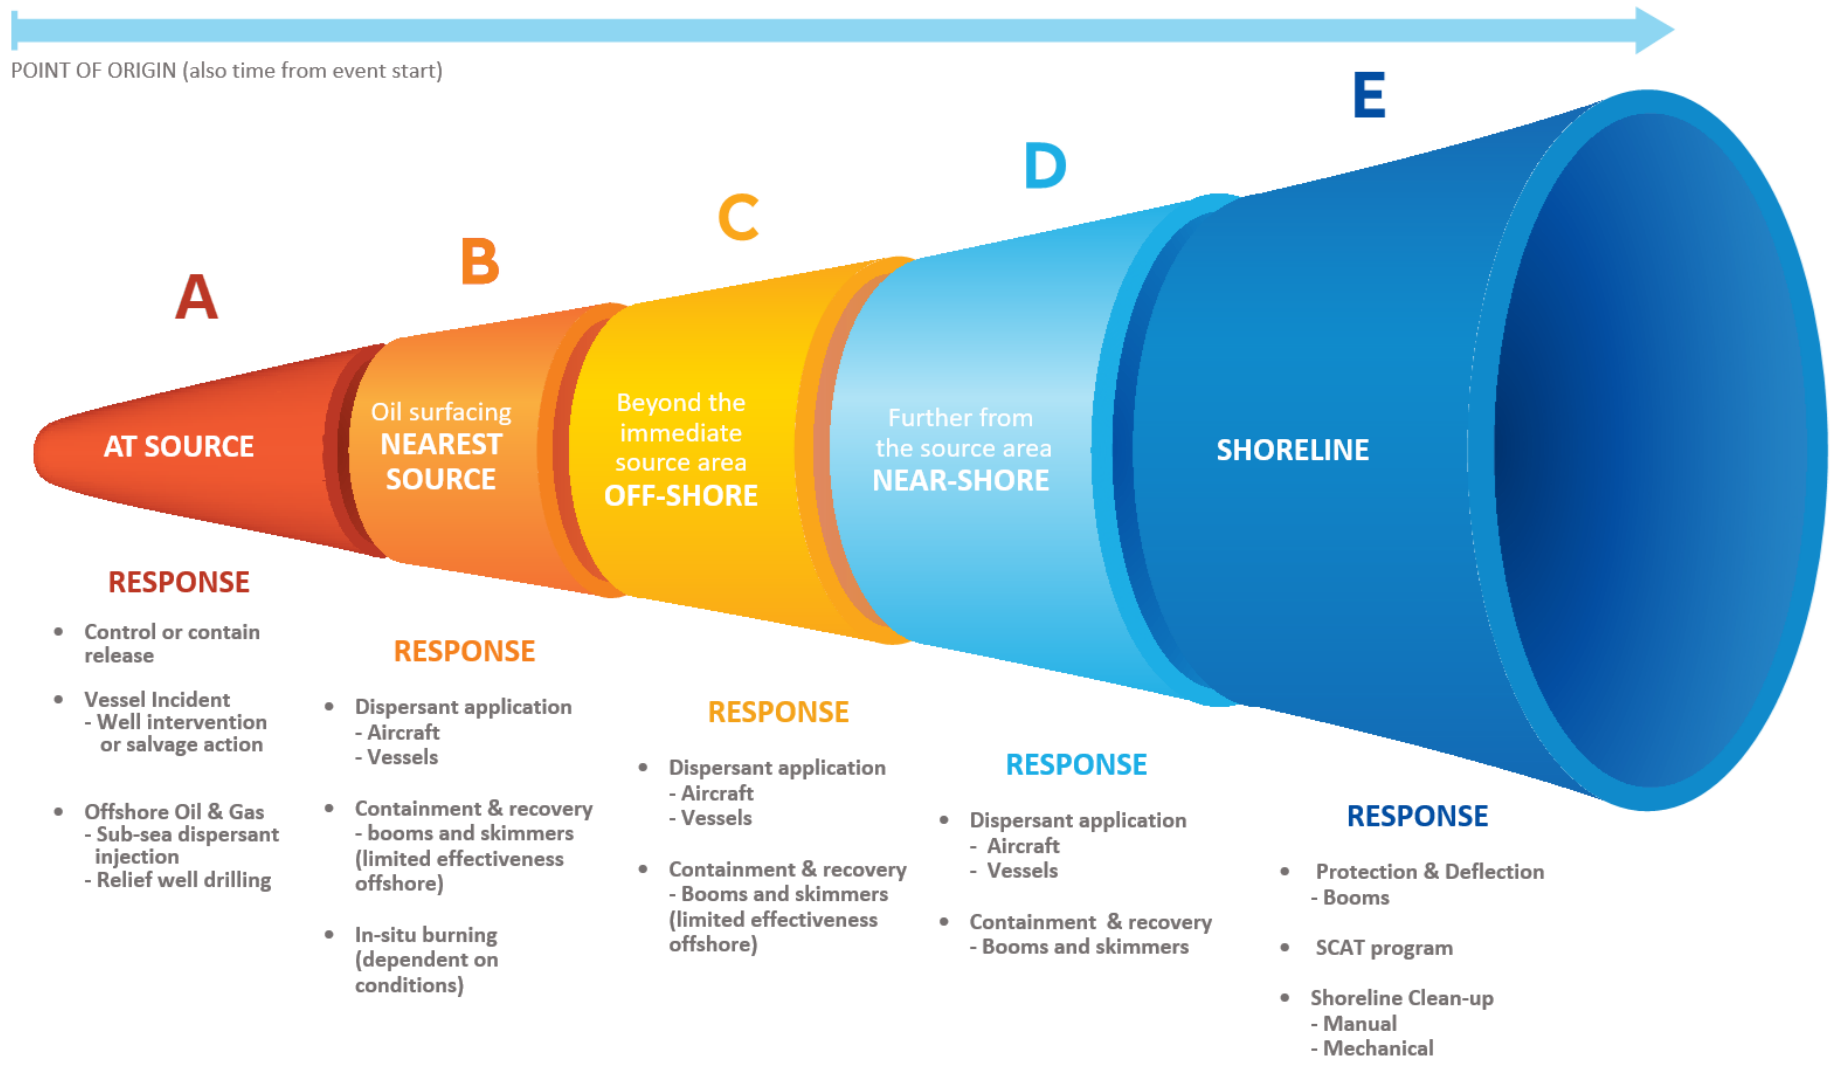 POINT OF ORIGIN (also time from event start)
A
B
C
D
E
AT SOURCE
Oil surfacing
NEAREST
SOURCE
Beyond the
immediate
source area
OFF-SHORE
Further from
the source area
NEAR-SHORE
SHORELINE
RESPONSE
• Control or contain
release
• Vessel Incident
- Well intervention
or salvage action
• Offshore Oil & Gas
- Sub-sea dispersant
injection
- Relief well drilling
RESPONSE
• Dispersant application
- Aircraft
- Vessels
• Containment & recovery
- booms and skimmers
(limited effectiveness
offshore)
• In-situ burning
(dependent on
conditions)
RESPONSE
• Dispersant application
- Aircraft
- Vessels
• Containment & recovery
- Booms and skimmers
(limited effectiveness
offshore)
RESPONSE
• Dispersant application
- Aircraft
- Vessels
• Containment & recovery
- Booms and skimmers
RESPONSE
• Protection & Deflection
- Booms
• SCAT program
• Shoreline Clean-up
- Manual
- Mechanical